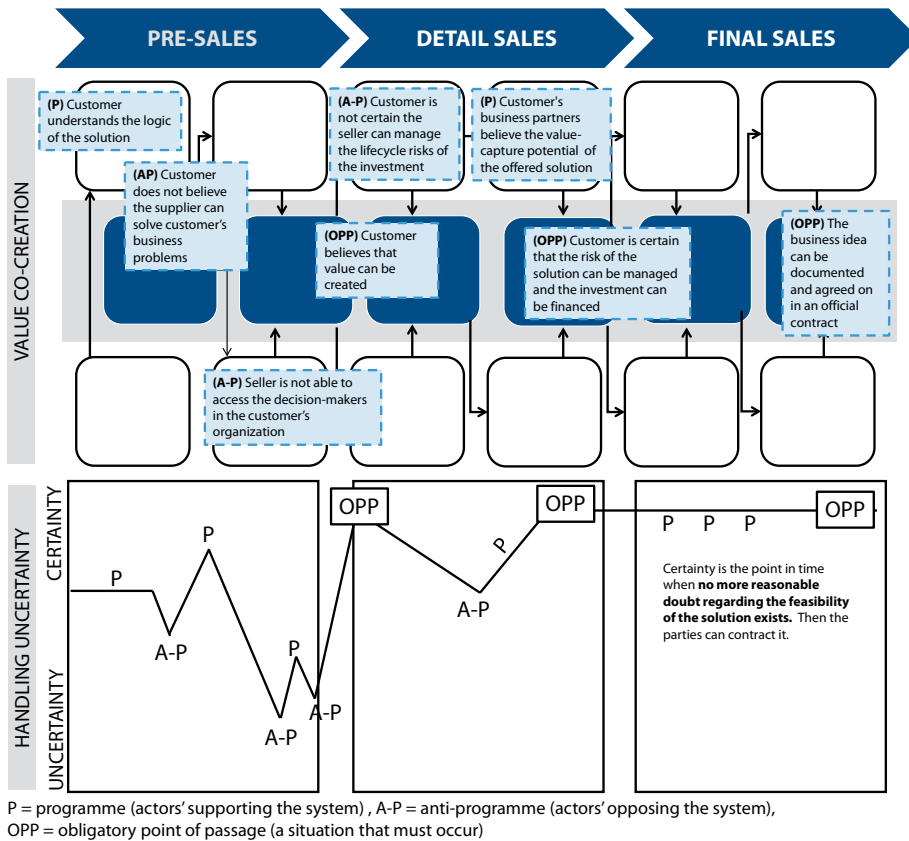 PRE-SALES
DETAIL SALES
FINAL SALES
VALUE CO-CREATION
(P) Customer
understands the logic
of the solution
(AP) Customer
does not believe
the supplier can
solve customer's
business
problems
(A-P) Customer is
not certain the
seller can manage
the lifecycle risks of
the investment
(P) Customer's
business partners
believe the value-
capture potential of
the offered solution
(OPP) Customer
believes that
value can be
created
(OPP) Customer is certain
that the risk of the
solution can be managed
and the investment can
be financed
(OPP) The
business idea
can be
documented
and agreed on
in an official
contract
(A-P) Seller is not able to
access the decision-makers
in the customer's
organization
HANDLING UNCERTAINTY
CERTAINTY
UNCERTAINTY
P
A-P
P
A-P
P
A-P
OPP
A-P
P
OPP
P P P
OPP
Certainty is the point in time
when no more reasonable
doubt regarding the feasibility
of the solution exists. Then the
parties can contract it.
P = programme (actors' supporting the system) , A-P = anti-programme (actors' opposing the system),
OPP = obligatory point of passage (a situation that must occur)